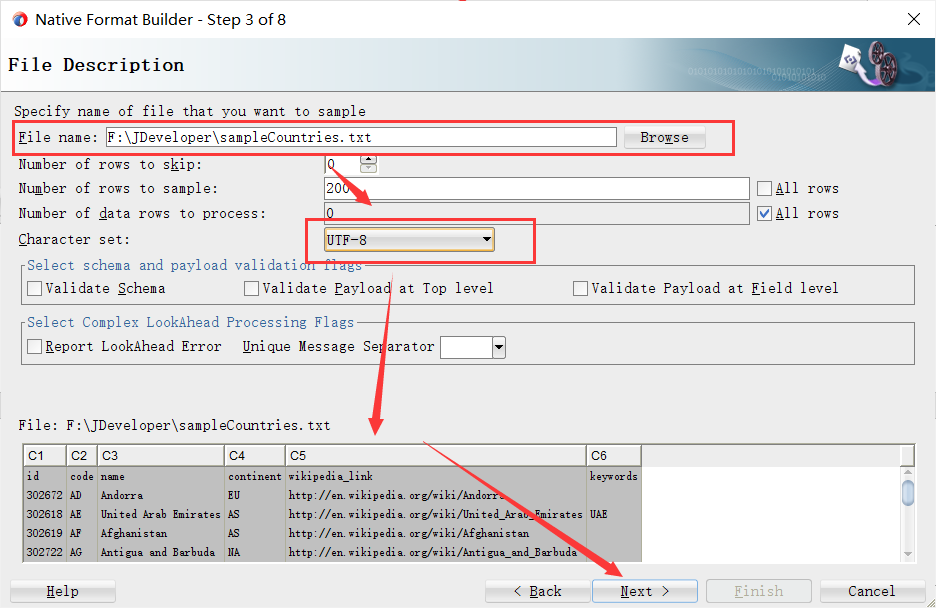 Native Format Builder - Step 3 of 8
File Description
Specify name of file that you want to sample
File name: F:\JDeveloper\sampleCountries.txt Browse
Number of rows to skip: 0
Number of rows to sample: 200 All rows
Number of data rows to process: 0 All rows
Character set: UTF-8
Select schema and payload validation flags
Validate Schema Validate Payload at Top level Validate Payload at Field level
Select Complex LookAhead Processing Flags
Report LookAhead Error Unique Message Separator
File: F:\JDeveloper\sampleCountries.txt
C1 C2 C3 C4 C5 C6
id code name continent wikipedia_link keywords
302672 AD Andorra EU http://en.wikipedia.org/wiki/Andorra
302618 AE United Arab Emirates AS http://en.wikipedia.org/wiki/United_Arab_Emirates UAE
302619 AF Afghanistan AS http://en.wikipedia.org/wiki/Afghanistan
302722 AG Antigua and Barbuda NA http://en.wikipedia.org/wiki/Antigua_and_Barbuda
Help < Back Next > Finish Cancel